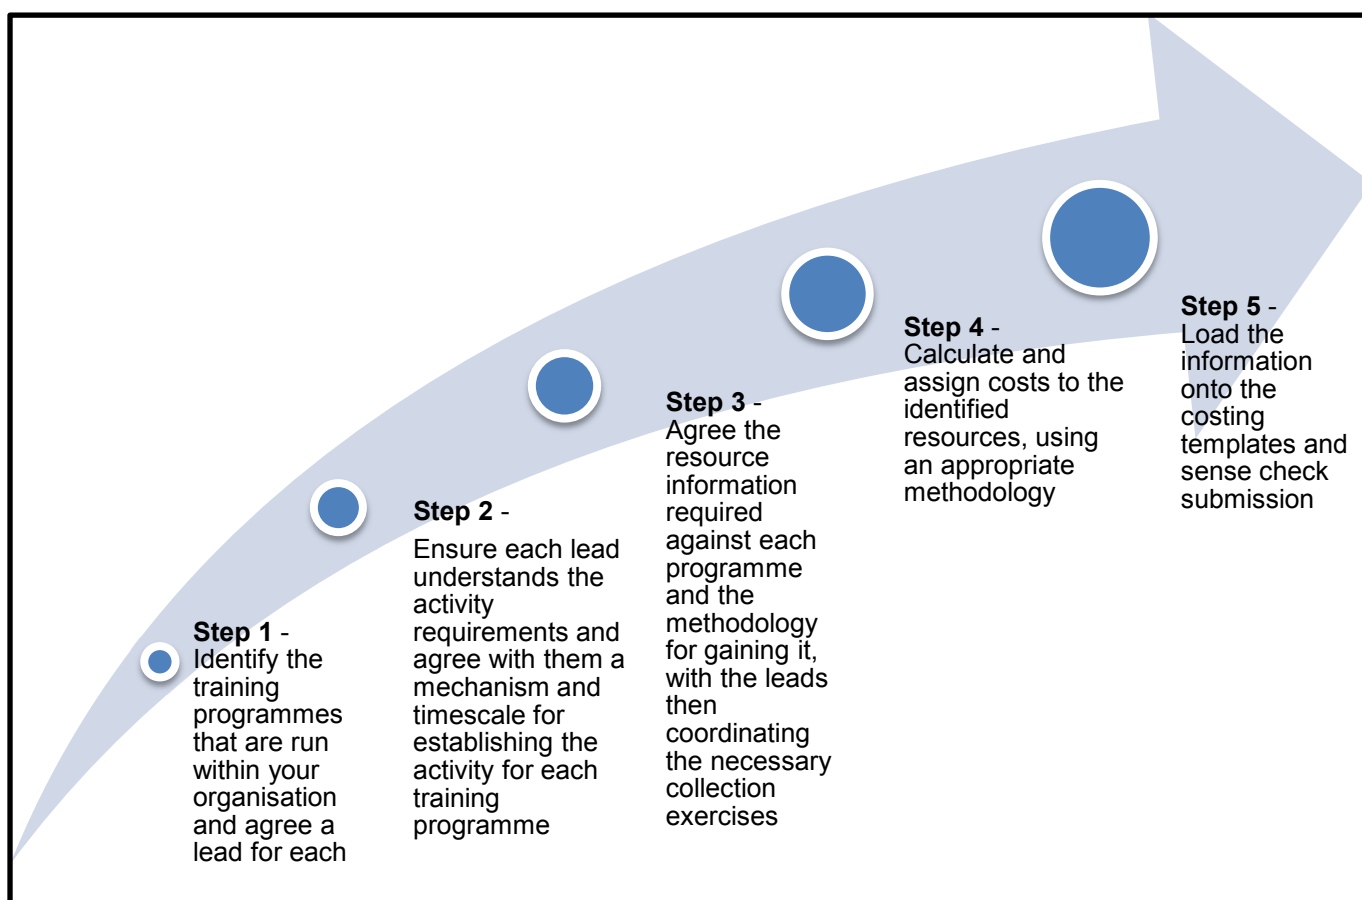 Step 1 -
Identify the
training
programmes
that are run
within your
organisation
and agree a
lead for each
Step 2 -
Ensure each lead
understands the
activity
requirements and
agree with them a
mechanism and
timescale for
establishing the
activity for each
training
programme
Step 3 -
Agree the
resource
information
required
against each
programme
and the
methodology
for gaining it,
with the leads
then
coordinating
the necessary
collection
exercises
Step 4 -
Calculate and
assign costs to the
identified
resources, using
an appropriate
methodology
Step 5 -
Load the
information
onto the
costing
templates and
sense check
submission